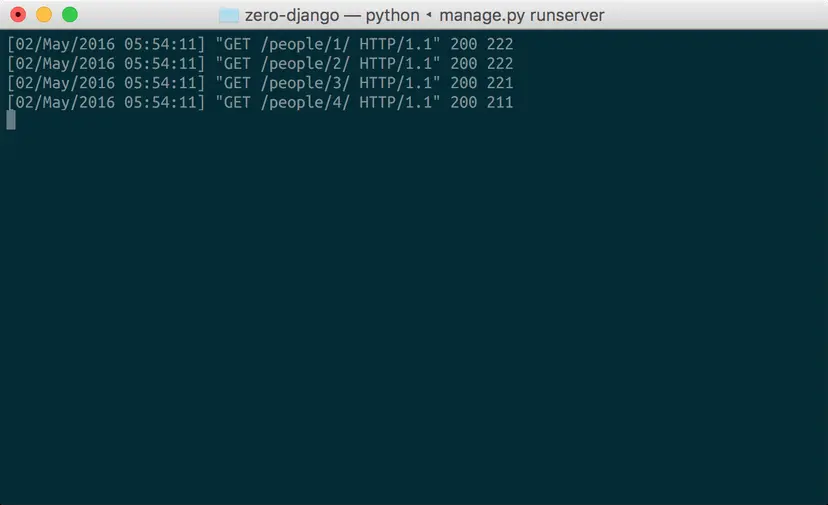 zero-django — python ◂ manage.py runserver
[02/May/2016 05:54:11] "GET /people/1/ HTTP/1.1" 200 222
[02/May/2016 05:54:11] "GET /people/2/ HTTP/1.1" 200 222
[02/May/2016 05:54:11] "GET /people/3/ HTTP/1.1" 200 221
[02/May/2016 05:54:11] "GET /people/4/ HTTP/1.1" 200 211